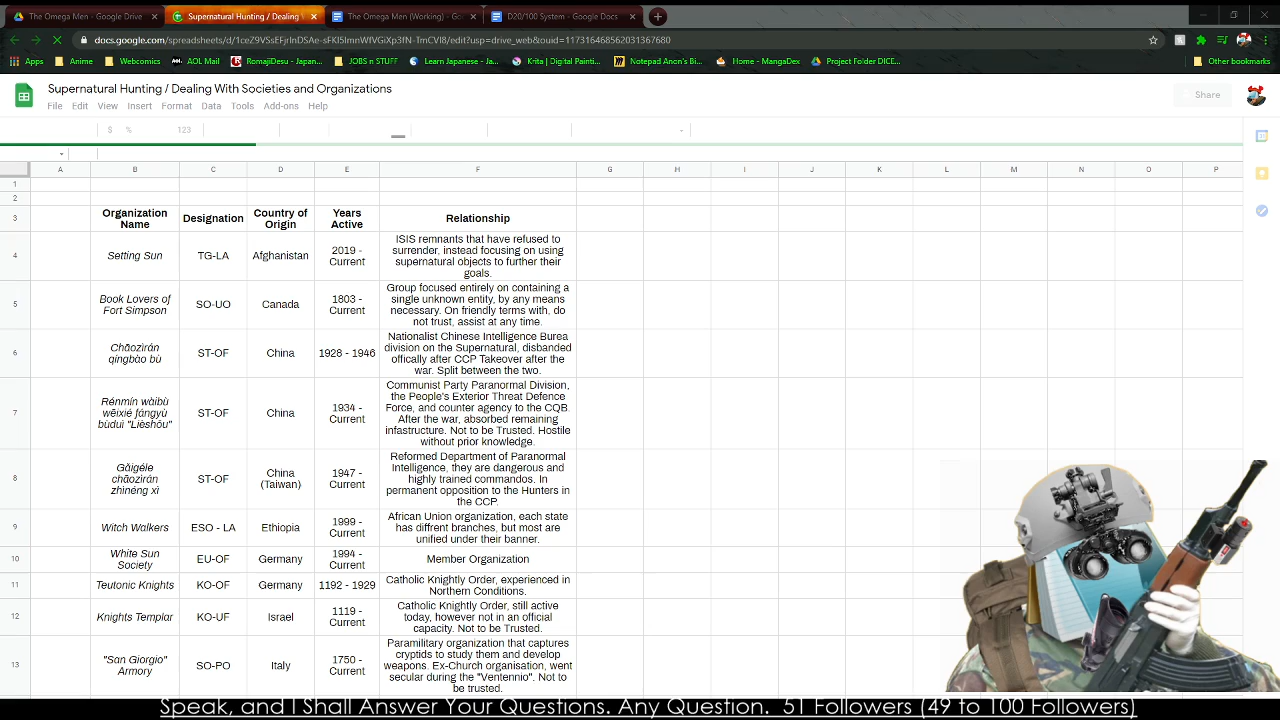 The Omega Men - Google Drive
Supernatural Hunting / Dealing
The Omega Men (Working) - Go
D20/100 System - Google Docs
docs.google.com/spreadsheets/d/1ceZ9VSsEFjrInDSAe-sFKI5ImnWfVGiXp3fN-TmCVl8/edit?usp=drive_web&ouid=117316468562031367680
Apps Anime Webcomics AOL Mail RomajiDesu - Japan... JOBS n STUFF Learn Japanese - Ja... Krita | Digital Painti... Notepad Anon's Bi... Home - MangaDex Project Folder DICE... Other bookmarks
Supernatural Hunting / Dealing With Societies and Organizations
File Edit View Insert Format Data Tools Add-ons Help
Share
$ % 123
A B C D E F G H I J K L M N O P
1
2
3
Organization
Name
Designation
Country of
Origin
Years
Active
Relationship
4
Setting Sun
TG-LA
Afghanistan
2019 -
Current
ISIS remnants that have refused to
surrender, instead focusing on using
supernatural objects to further their
goals.
5
Book Lovers of
Fort Simpson
SO-UO
Canada
1803 -
Current
Group focused entirely on containing a
single unknown entity, by any means
necessary. On friendly terms with, do
not trust, assist at any time.
6
Chāozìrán
qíngbào bù
ST-OF
China
1928 - 1946
Nationalist Chinese Intelligence Burea
division on the Supernatural, disbanded
offically after CCP Takeover after the
war. Split between the two.
7
Rénmín wàibù
wēixié fángyù
bùduì "Lièshǒu"
ST-OF
China
1934 -
Current
Communist Party Paranormal Division,
the People's Exterior Threat Defence
Force, and counter agency to the CQB.
After the war, absorbed remaining
infastructure. Not to be Trusted. Hostile
without prior knowledge.
8
Gǎigélе
chāozìrán
zhìnéng xì
ST-OF
China
(Taiwan)
1947 -
Current
Reformed Department of Paranormal
Intelligence, they are dangerous and
highly trained commandos. In
permanent opposition to the Hunters in
the CCP.
9
Witch Walkers
ESO - LA
Ethiopia
1999 -
Current
African Union organization, each state
has diffrent branches, but most are
unified under their banner.
10
White Sun
Society
EU-OF
Germany
1994 -
Current
Member Organization
11
Teutonic Knights
KO-OF
Germany
1192 - 1929
Catholic Knightly Order, experienced in
Northern Conditions.
12
Knights Templar
KO-UF
Israel
1119 -
Current
Catholic Knightly Order, still active
today, however not in an official
capacity. Not to be Trusted.
13
"San Giorgio"
Armory
SO-PO
Italy
1750 -
Current
Paramilitary organization that captures
cryptids to study them and develop
weapons. Ex-Church organisation, went
secular during the "Ventennio". Not to
be trusted.
Speak, and I Shall Answer Your Questions. Any Question. 51 Followers (49 to 100 Followers)